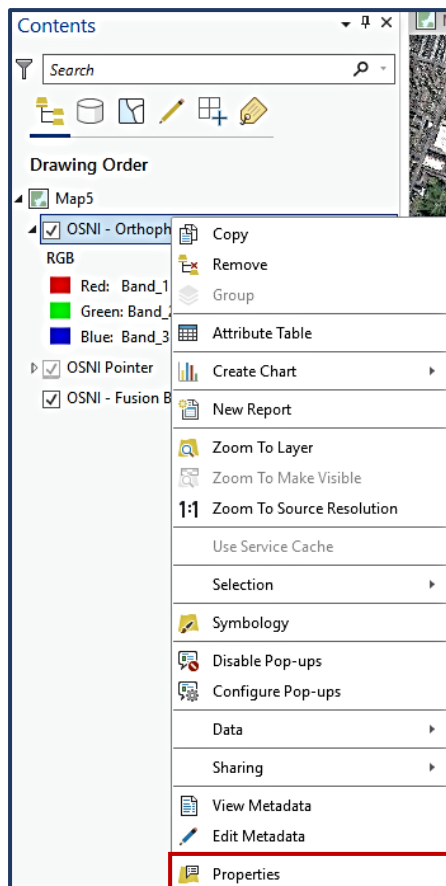 Contents
Search
Drawing Order
Map5
OSNI - Orthoph
RGB
Red: Band_1
Green: Band_2
Blue: Band_3
OSNI Pointer
OSNI - Fusion B
Copy
Remove
Group
Attribute Table
Create Chart
New Report
Zoom To Layer
Zoom To Make Visible
1:1 Zoom To Source Resolution
Use Service Cache
Selection
Symbology
Disable Pop-ups
Configure Pop-ups
Data
Sharing
View Metadata
Edit Metadata
Properties